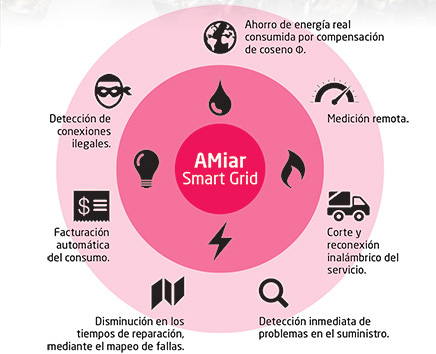 Ahorro de energía real
consumida por compensación
de coseno Φ.
Detección de
conexiones
ilegales.
Medición remota.
AMiar
Smart Grid
$
Facturación
automática
del consumo.
Corte y
reconexión
inalámbrico del
servicio.
Disminución en los
tiempos de reparación,
mediante el mapeo de fallas.
Detección inmediata de
problemas en el suministro.